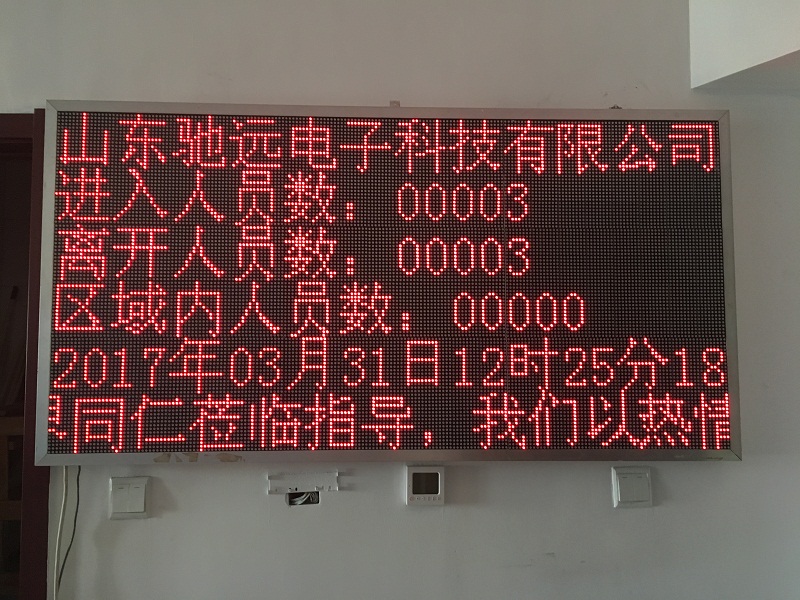 山东驰远电子科技有限公司
进入人员数：00003
离开人员数：00003
区域内人员数：00000
2017年03月31日12时25分18
同仁莅临指导，我们以热情